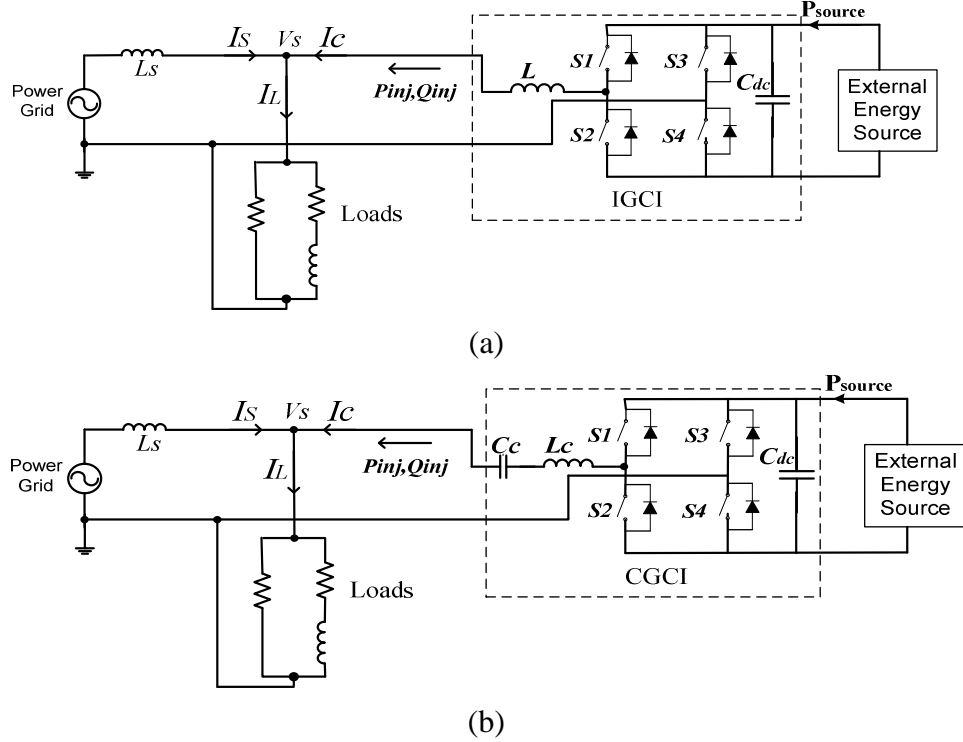 Psource
IS Vs Ic
Ls
Power
Grid
Pinj,Qinj
L
S1
S3
Cdc
External
Energy
Source
IL
S2
S4
Loads
IGCI
(a)
Psource
IS Vs Ic
Ls
Power
Grid
Pinj,Qinj
Cc
Lc
S1
S3
Cdc
External
Energy
Source
IL
S2
S4
Loads
CGCI
(b)